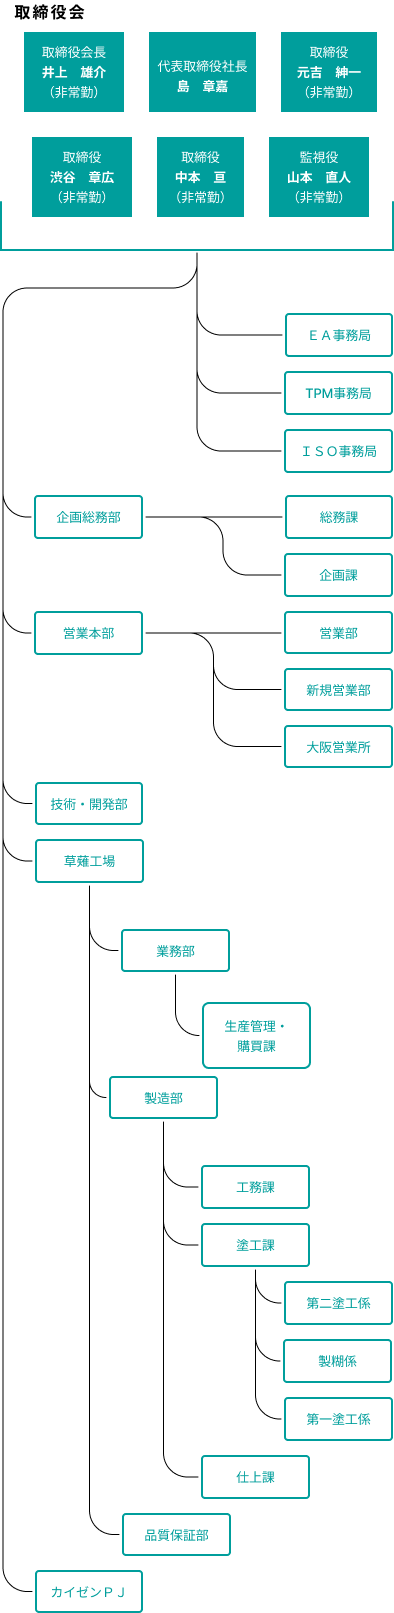 取締役会
取締役会長
井上　雄介
（非常勤）
代表取締役社長
島　章嘉
取締役
元吉　紳一
（非常勤）
取締役
渋谷　章広
（非常勤）
取締役
中本　亘
（非常勤）
監視役
山本　直人
（非常勤）
ＥＡ事務局
TPM事務局
ＩＳＯ事務局
企画総務部
総務課
企画課
営業本部
営業部
新規営業部
大阪営業所
技術・開発部
草薙工場
業務部
生産管理・
購買課
製造部
工務課
塗工課
第二塗工係
製糊係
第一塗工係
仕上課
品質保証部
カイゼンＰＪ